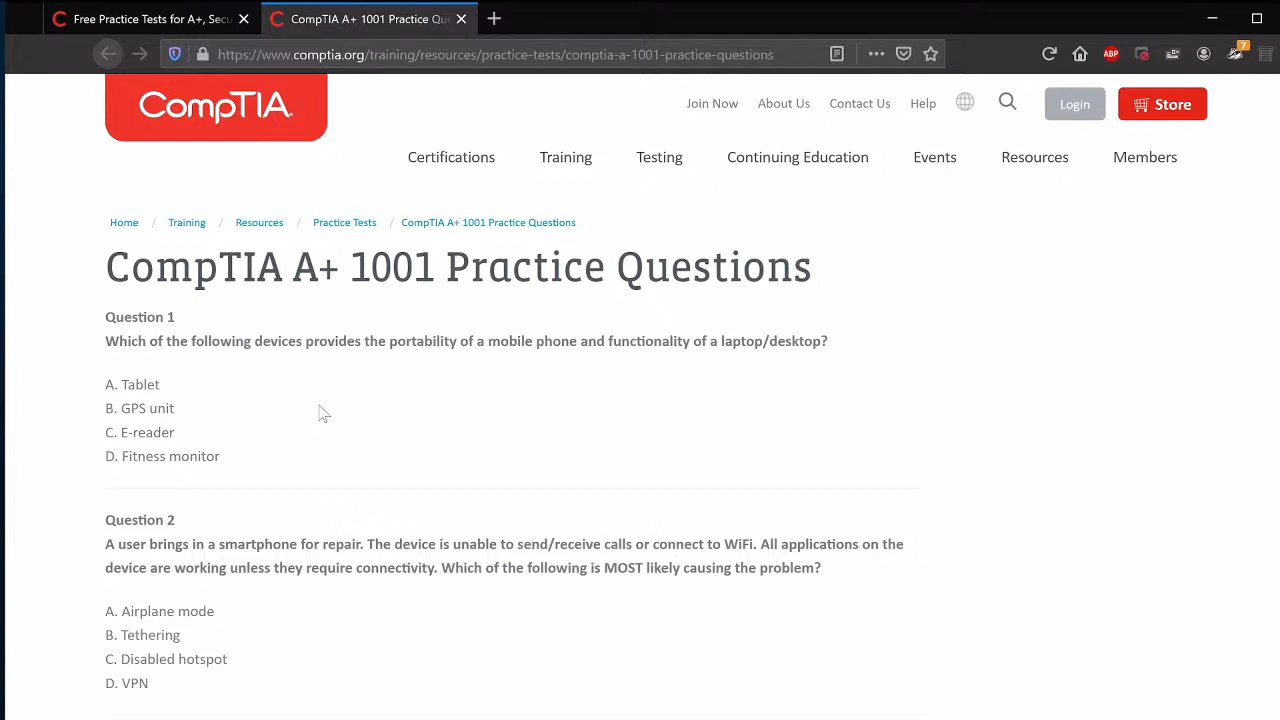 Free Practice Tests for A+, Secu
CompTIA A+ 1001 Practice Que
https://www.comptia.org/training/resources/practice-tests/comptia-a-1001-practice-questions
ABP
7
CompTIA.
Join Now About Us Contact Us Help Login Store
Certifications Training Testing Continuing Education Events Resources Members
Home / Training / Resources / Practice Tests / CompTIA A+ 1001 Practice Questions
CompTIA A+ 1001 Practice Questions
Question 1
Which of the following devices provides the portability of a mobile phone and functionality of a laptop/desktop?
A. Tablet
B. GPS unit
C. E-reader
D. Fitness monitor
Question 2
A user brings in a smartphone for repair. The device is unable to send/receive calls or connect to WiFi. All applications on the
device are working unless they require connectivity. Which of the following is MOST likely causing the problem?
A. Airplane mode
B. Tethering
C. Disabled hotspot
D. VPN